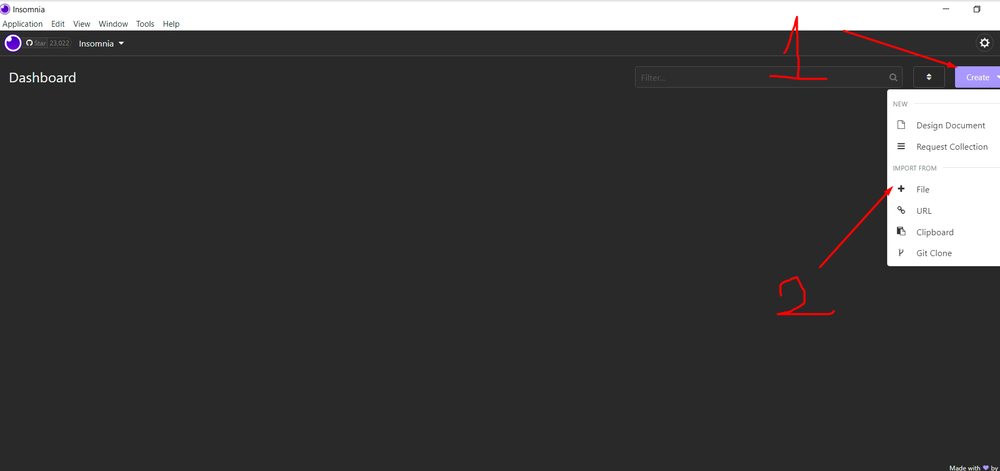 Insomnia
Application Edit View Window Tools Help
Star 23,022 Insomnia
1
Dashboard Filter... Create
NEW
Design Document
Request Collection
IMPORT FROM
File
URL
Clipboard
Git Clone
2
Made with by